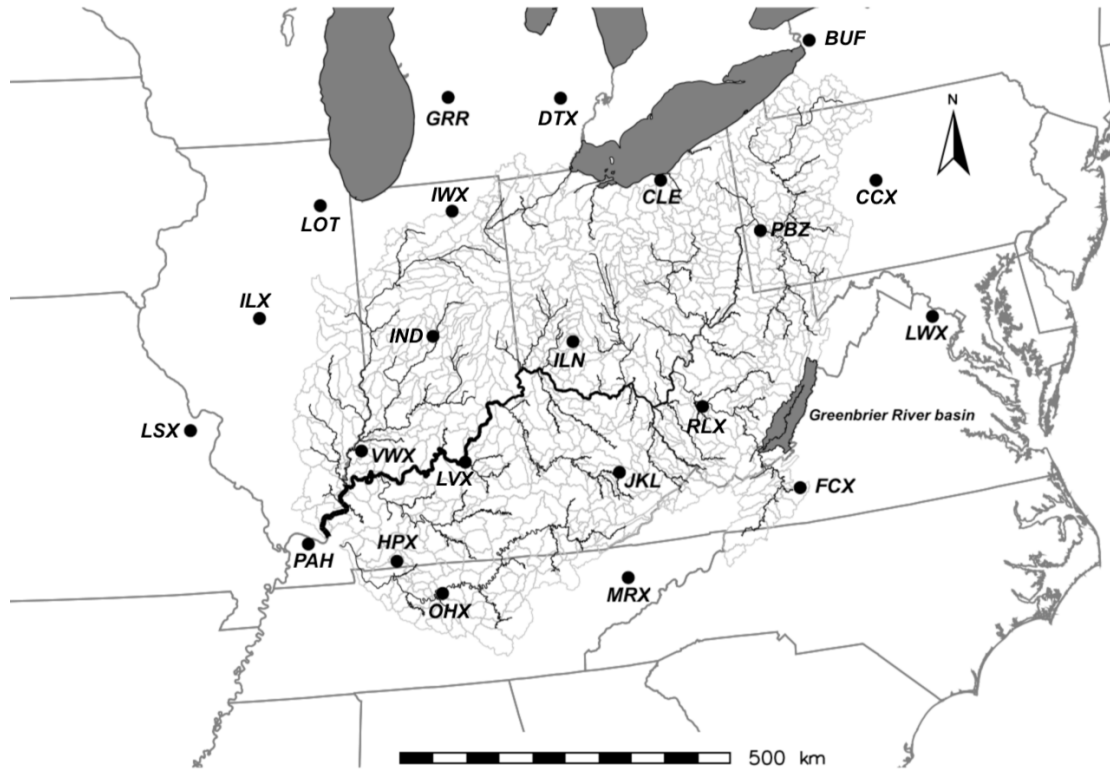 BUF
N
GRR
DTX
CLE
CCX
IWX
LOT
PBZ
ILX
LWX
IND
ILN
RLX
Greenbrier River basin
LSX
VWX
LVX
JKL
FCX
PAH
HPX
MRX
OHX
500 km